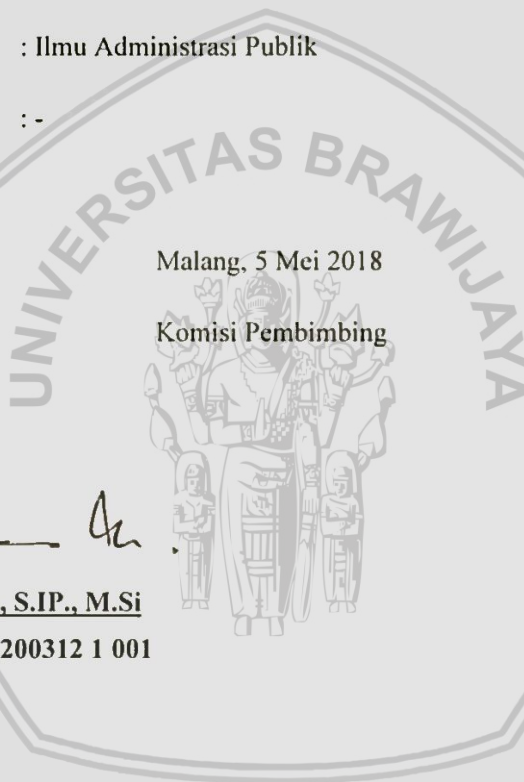 : Ilmu Administrasi Publik
: -
UNIVERSITAS BRAWIJAYA
Malang, 5 Mei 2018
Komisi Pembimbing
, S.IP., M.Si
200312 1 001